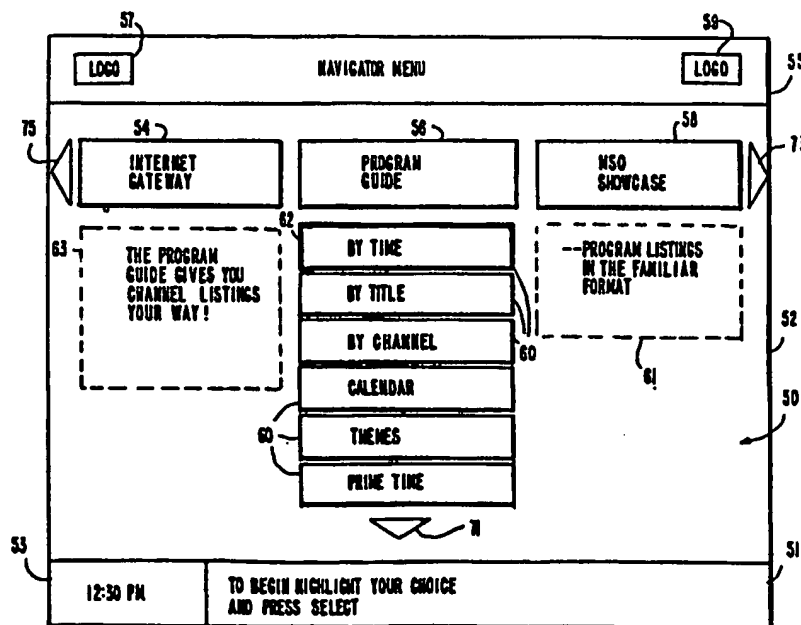 57
59
LOGO
NAVIGATOR MENU
LOGO
55
75
54
56
58
73
INTERNET
GATEWAY
PROGRAM
GUIDE
MSO
SHOWCASE
63
62
THE PROGRAM
GUIDE GIVES YOU
CHANNEL LISTINGS
YOUR WAY!
BY TIME
BY TITLE
BY CHANNEL
CALENDAR
THEMES
PRIME TIME
60
60
PROGRAM LISTINGS
IN THE FAMILIAR
FORMAT
61
52
50
71
53
51
12:30 PM
TO BEGIN HIGHLIGHT YOUR CHOICE
AND PRESS SELECT